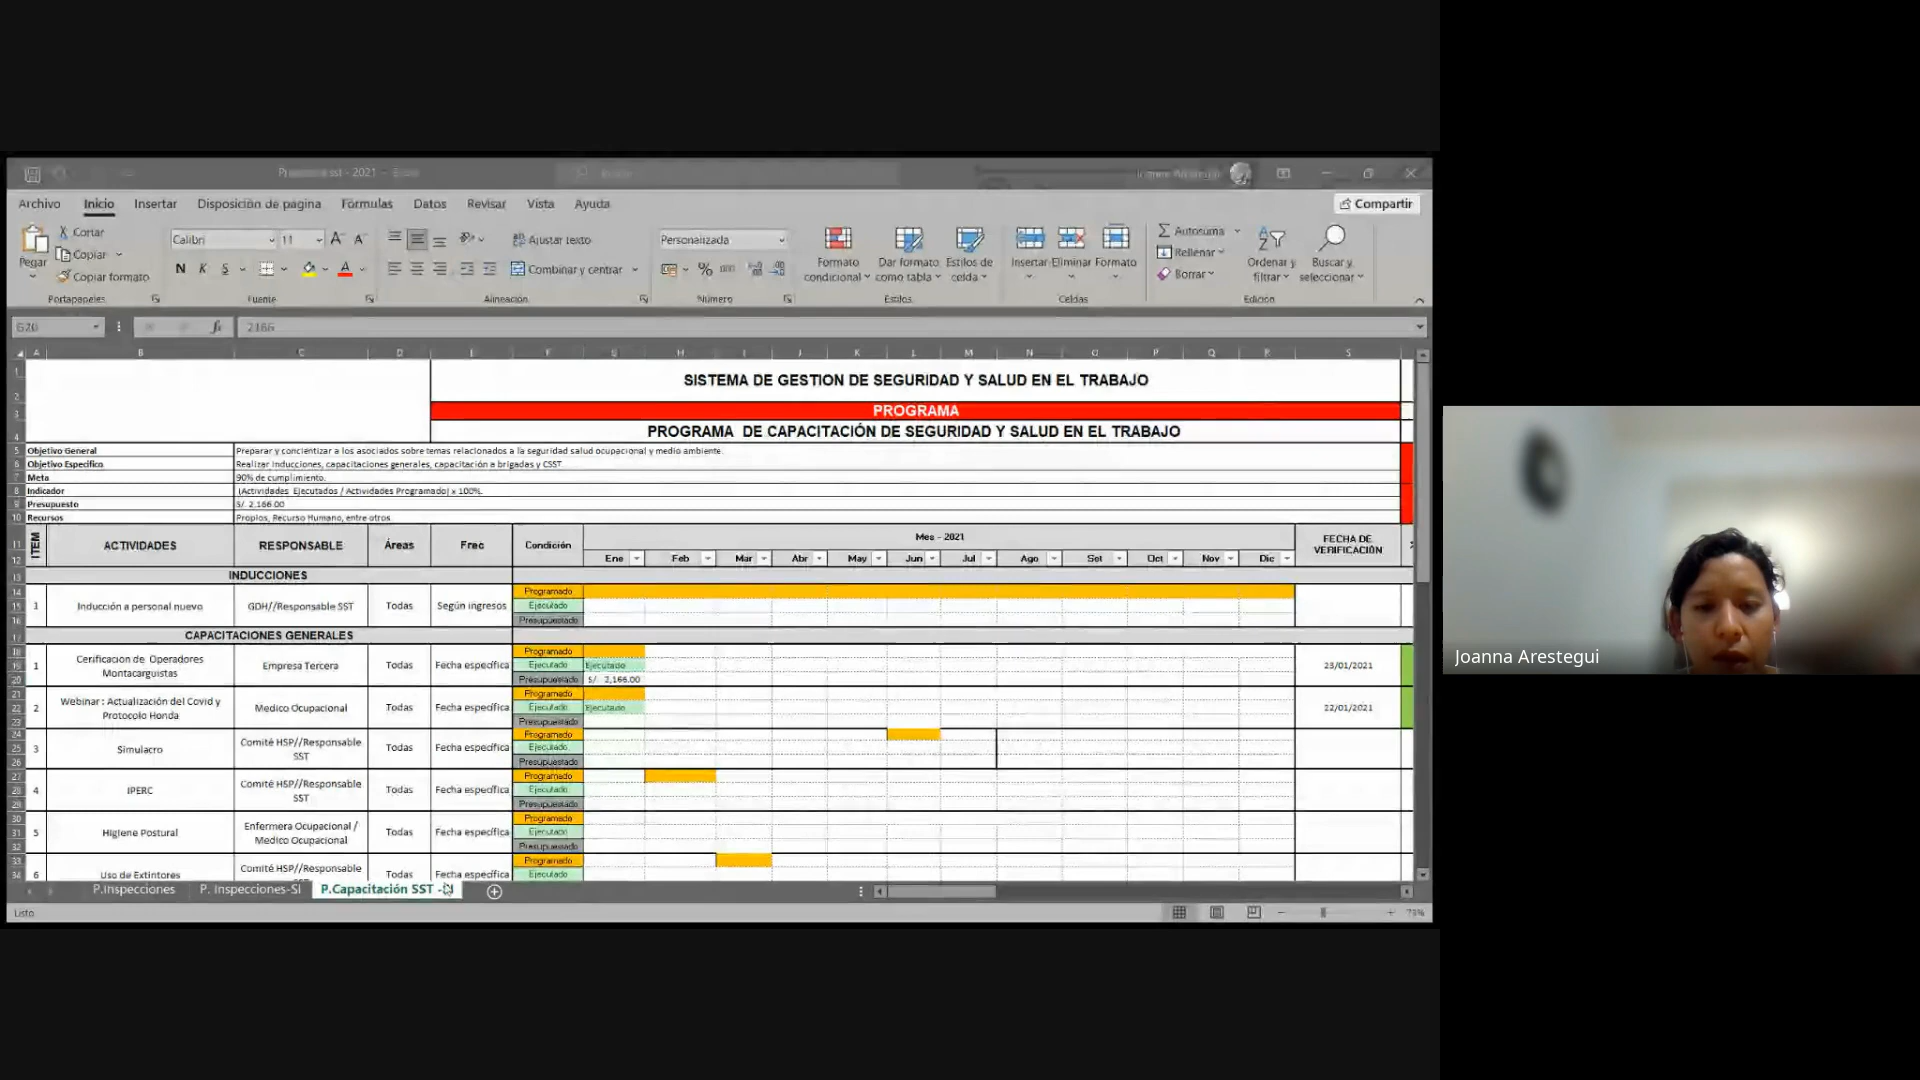 Archivo Inicio Insertar Disposición de pagina Fórmulas Datos Revisar Vista Ayuda Compartir
Pegar Cortar Copiar Copiar formato
Portapapeles
Calibri 11
N K S
Fuente
Ajustar texto
Combinar y centrar
Alineación
Personalizada
% 000
Número
Formato condicional
Dar formato como tabla
Estilos de celda
Estilos
Insertar Eliminar Formato
Celdas
Autosuma
Rellenar
Borrar
Ordenar y filtrar
Buscar y seleccionar
Edición
G20 fx 2166
SISTEMA DE GESTION DE SEGURIDAD Y SALUD EN EL TRABAJO
PROGRAMA
PROGRAMA DE CAPACITACIÓN DE SEGURIDAD Y SALUD EN EL TRABAJO
Objetivo General Preparar y concientizar a los asociados sobre temas relacionados a la seguridad salud ocupacional y medio ambiente.
Objetivo Especifico Realizar Inducciones, capacitaciones generales, capacitación a brigadas y CSST
Meta 90% de cumplimiento.
Indicador (Actividades Ejecutados / Actividades Programado) x 100%.
Presupuesto S/. 2,166.00
Recursos Propios, Recurso Humano, entre otros
ITEM ACTIVIDADES RESPONSABLE Áreas Frec Condición Mes - 2021 FECHA DE VERIFICACIÓN
Ene Feb Mar Abr May Jun Jul Ago Set Oct Nov Dic
INDUCCIONES
1 Inducción a personal nuevo GDH//Responsable SST Todas Según ingresos Programado
Ejecutado
Presupuestado
CAPACITACIONES GENERALES
1 Cerificacion de Operadores Montacarguistas Empresa Tercera Todas Fecha específica Programado
Ejecutado Ejecutado 23/01/2021
Presupuestado S/ 2,166.00
2 Webinar : Actualización del Covid y Protocolo Honda Medico Ocupacional Todas Fecha específica Programado
Ejecutado Ejecutado 22/01/2021
Presupuestado
3 Simulacro Comité HSP//Responsable SST Todas Fecha específica Programado
Ejecutado
Presupuestado
4 IPERC Comité HSP//Responsable SST Todas Fecha específica Programado
Ejecutado
Presupuestado
5 Higiene Postural Enfermera Ocupacional / Medico Ocupacional Todas Fecha específica Programado
Ejecutado
Presupuestado
6 Uso de Extintores Comité HSP//Responsable Todas Fecha específica Programado
Ejecutado
P.Inspecciones P. Inspecciones-SI P.Capacitación SST
Listo
Joanna Arestegui